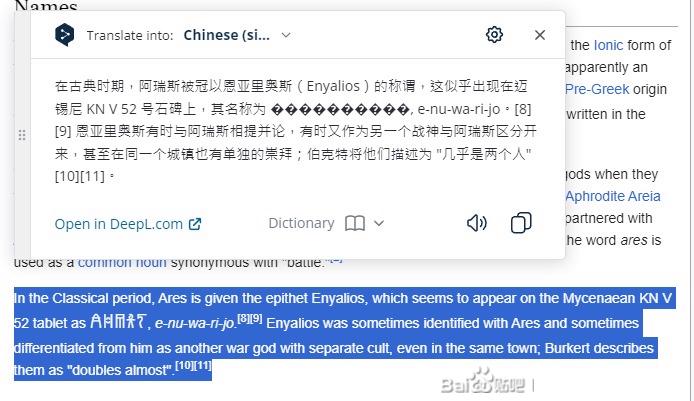 Names
Translate into: Chinese (si...
the Ionic form of
apparently an
Pre-Greek origin
written in the
在古典时期，阿瑞斯被冠以恩亚里奥斯（Enyalios）的称谓，这似乎出现在迈
锡尼 KN V 52 号石碑上，其名称为 ������������, e-nu-wa-ri-jo。[8]
[9] 恩亚里奥斯有时与阿瑞斯相提并论，有时又作为另一个战神与阿瑞斯区分开
来，甚至在同一个城镇也有单独的崇拜；伯克特将他们描述为 "几乎是两个人"
[10][11]。
gods when they
Aphrodite Areia
partnered with
he word ares is
Open in DeepL.com
Dictionary
used as a common noun synonymous with "battle."
In the Classical period, Ares is given the epithet Enyalios, which seems to appear on the Mycenaean KN V
52 tablet as 𐀁𐀝𐀷𐀪𐀍, e-nu-wa-ri-jo.[8][9] Enyalios was sometimes identified with Ares and sometimes
differentiated from him as another war god with separate cult, even in the same town; Burkert describes
them as "doubles almost".[10][11]
Bai贴吧